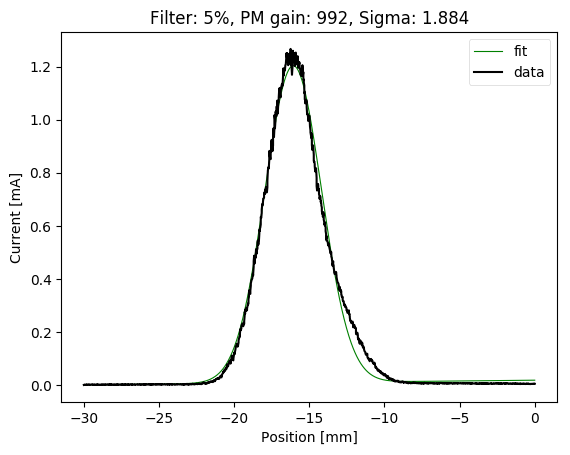 Filter: 5%, PM gain: 992, Sigma: 1.884
fit
data
Current [mA]
1.2
1.0
0.8
0.6
0.4
0.2
0.0
−30 −25 −20 −15 −10 −5 0
Position [mm]